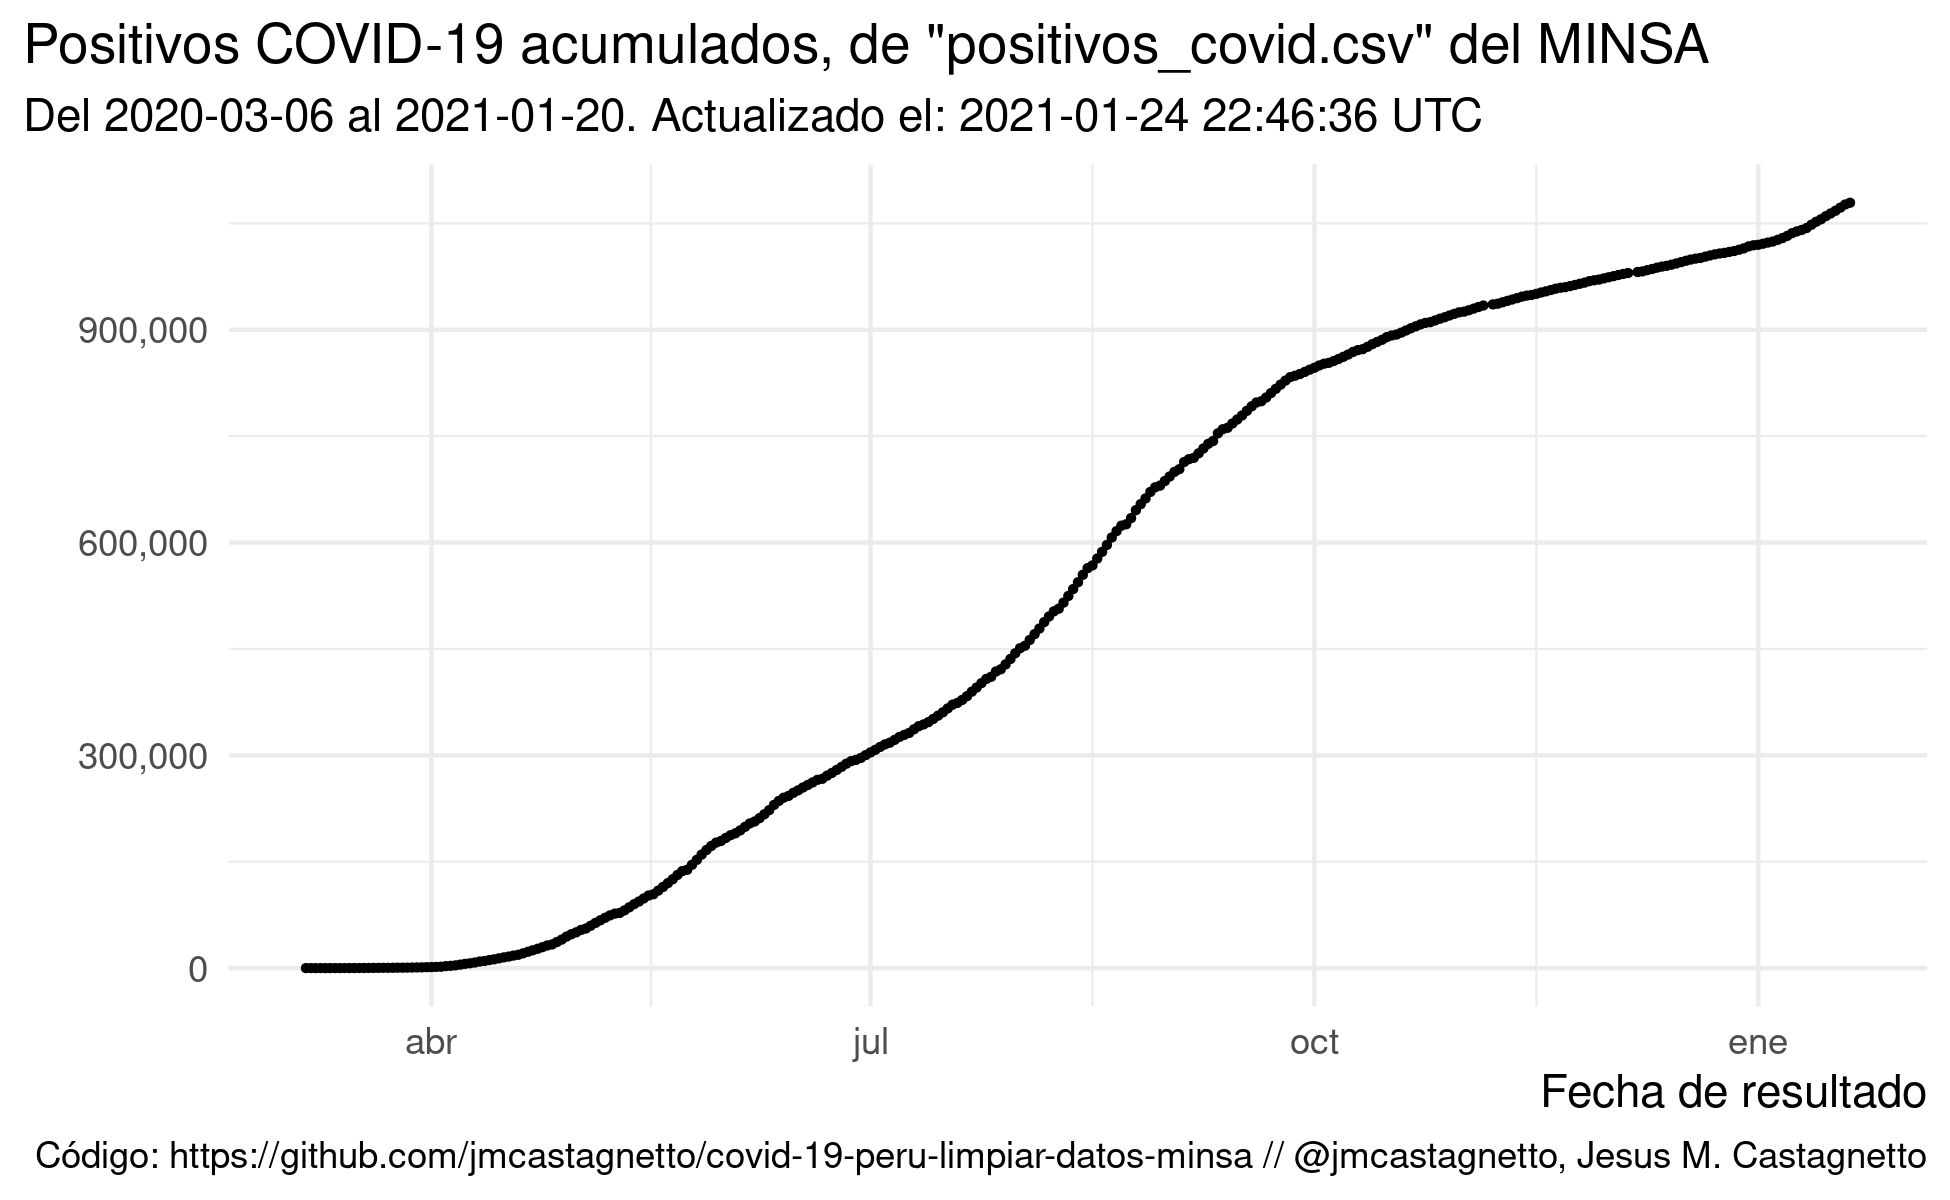 Positivos COVID-19 acumulados, de "positivos_covid.csv" del MINSA
Del 2020-03-06 al 2021-01-20. Actualizado el: 2021-01-24 22:46:36 UTC
900,000
600,000
300,000
0
abr jul oct ene
Fecha de resultado
Código: https://github.com/jmcastagnetto/covid-19-peru-limpiar-datos-minsa // @jmcastagnetto, Jesus M. Castagnetto